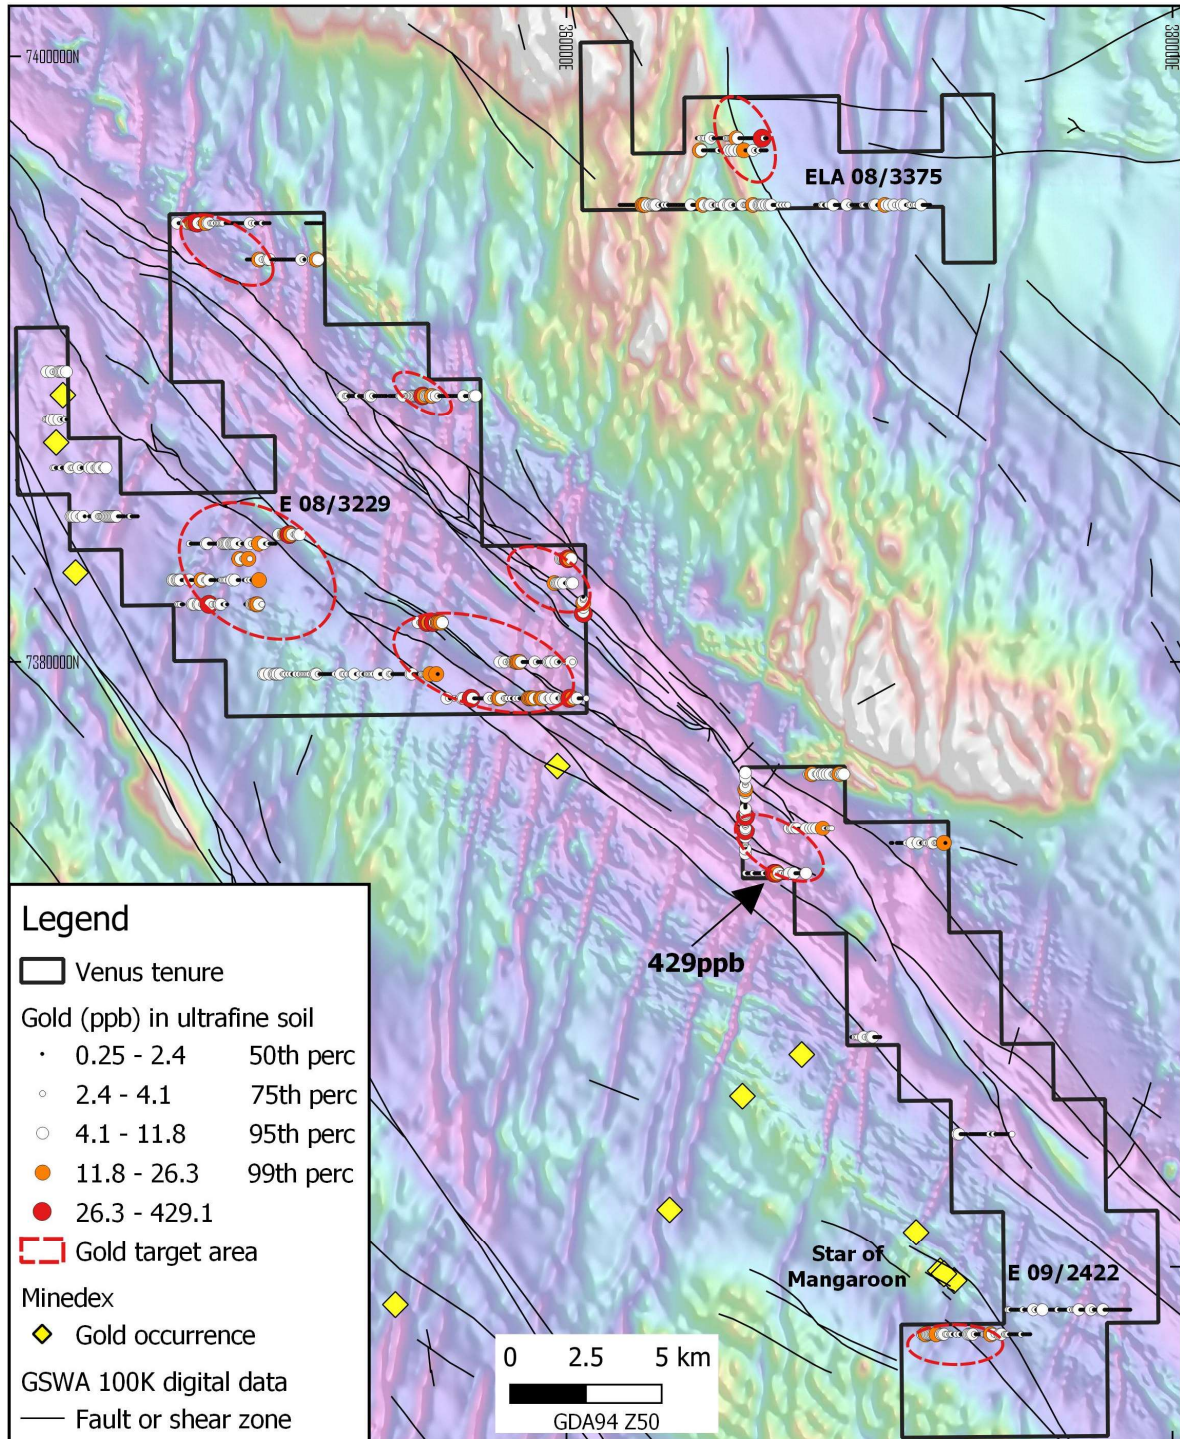 7400000N
360000E
380000E
ELA 08/3375
E 08/3229
7380000N
429ppb
Star of
Mangaroon
E 09/2422
Legend
Venus tenure
Gold (ppb) in ultrafine soil
0.25 - 2.4 50th perc
2.4 - 4.1 75th perc
4.1 - 11.8 95th perc
11.8 - 26.3 99th perc
26.3 - 429.1
Gold target area
Minedex
Gold occurrence
GSWA 100K digital data
Fault or shear zone
0 2.5 5 km
GDA94 Z50